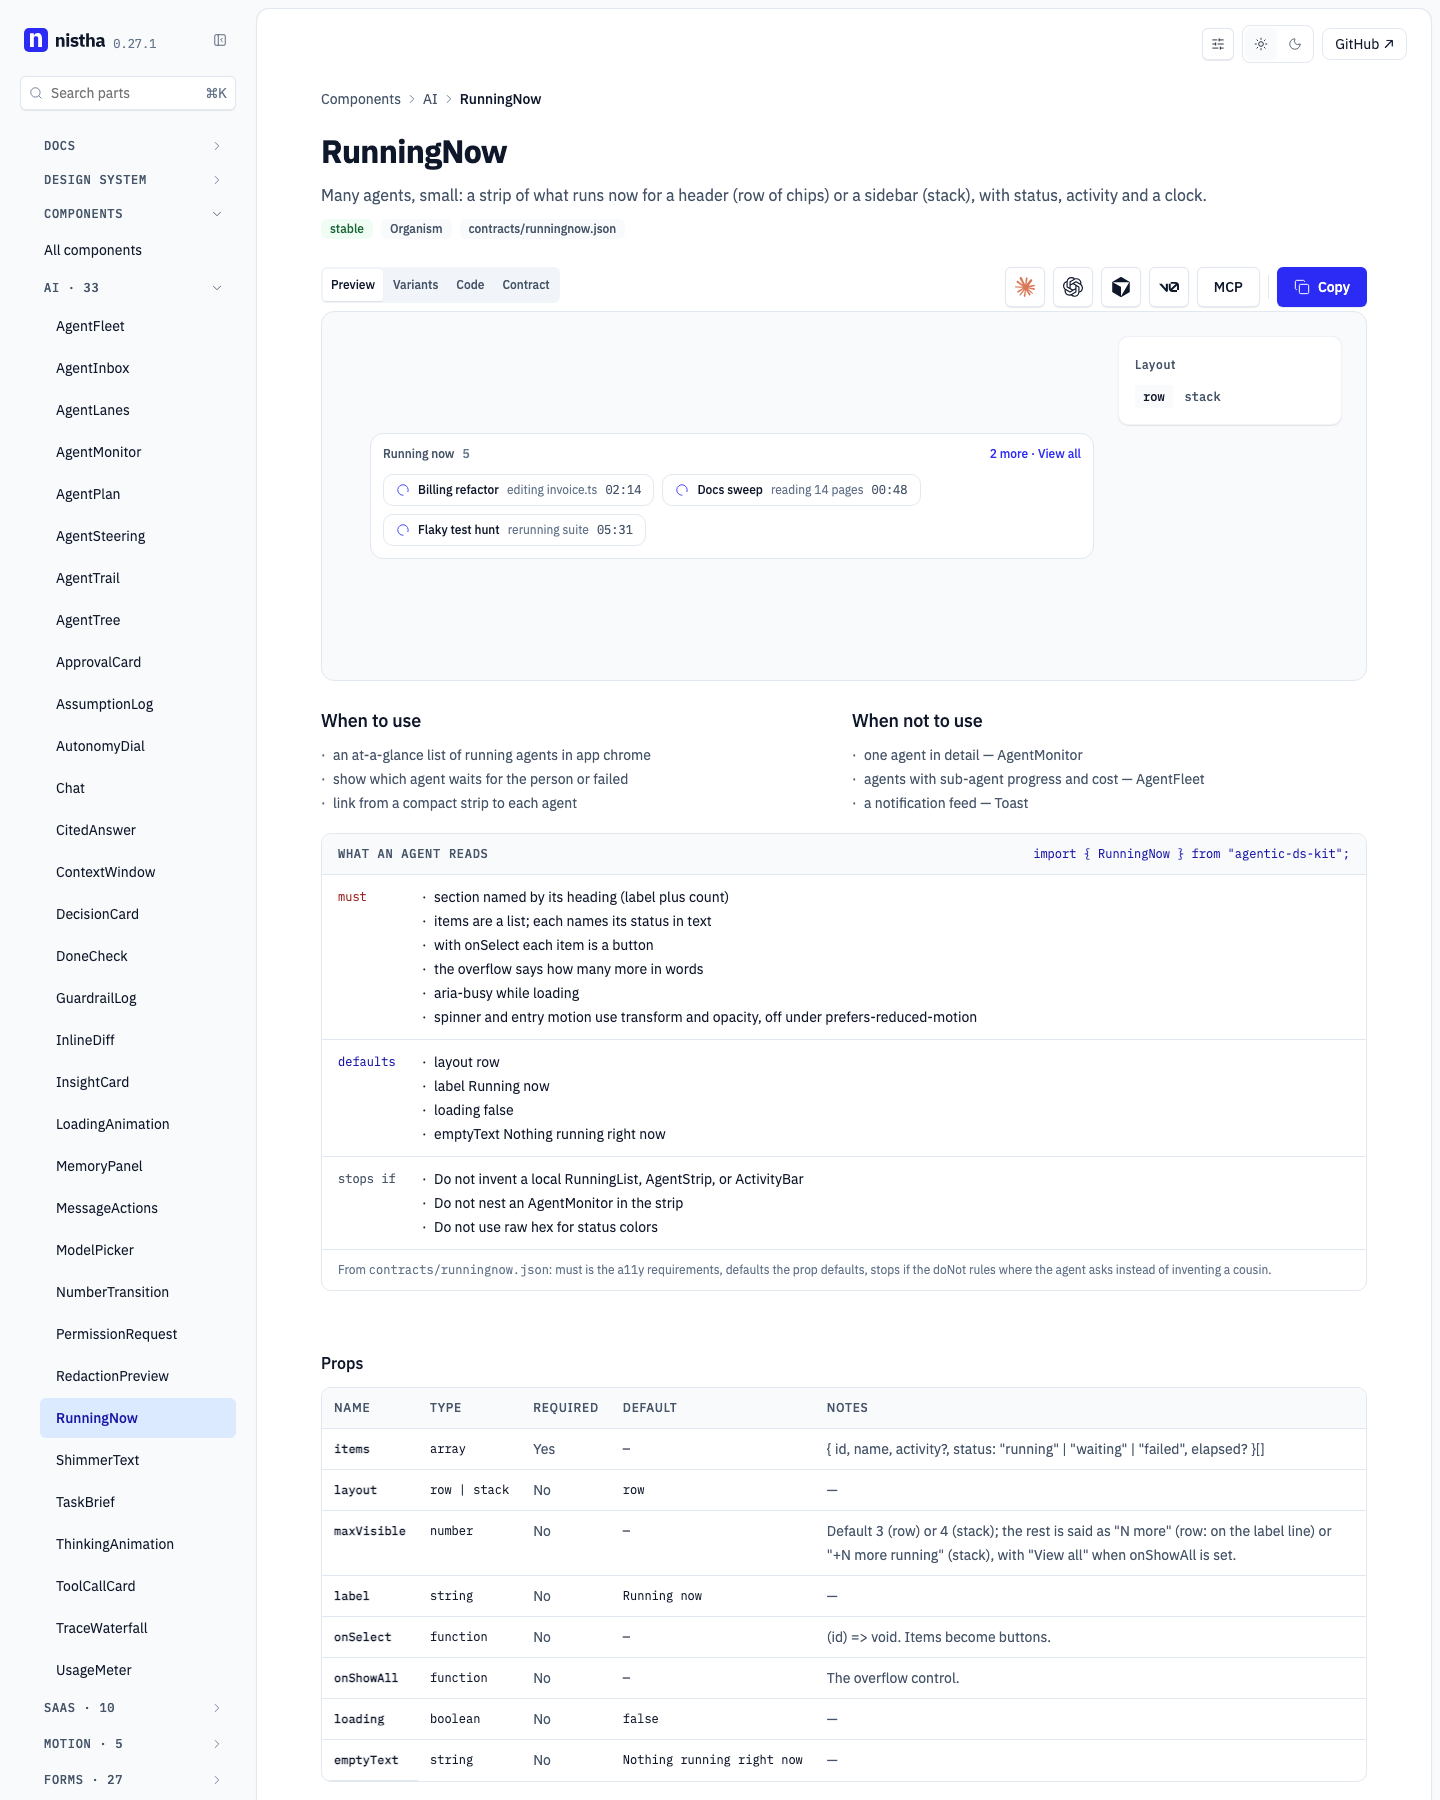 nistha 0.27.1
Search parts ⌘K
DOCS
DESIGN SYSTEM
COMPONENTS
All components
AI · 33
AgentFleet
AgentInbox
AgentLanes
AgentMonitor
AgentPlan
AgentSteering
AgentTrail
AgentTree
ApprovalCard
AssumptionLog
AutonomyDial
Chat
CitedAnswer
ContextWindow
DecisionCard
DoneCheck
GuardrailLog
InlineDiff
InsightCard
LoadingAnimation
MemoryPanel
MessageActions
ModelPicker
NumberTransition
PermissionRequest
RedactionPreview
RunningNow
ShimmerText
TaskBrief
ThinkingAnimation
ToolCallCard
TraceWaterfall
UsageMeter
SAAS · 10
MOTION · 5
FORMS · 27
GitHub ↗
Components > AI > RunningNow
RunningNow
Many agents, small: a strip of what runs now for a header (row of chips) or a sidebar (stack), with status, activity and a clock.
stable Organism contracts/runningnow.json
Preview Variants Code Contract
v0 MCP Copy
Layout
row stack
Running now 5 2 more · View all
Billing refactor editing invoice.ts 02:14 Docs sweep reading 14 pages 00:48
Flaky test hunt rerunning suite 05:31
When to use
· an at-a-glance list of running agents in app chrome
· show which agent waits for the person or failed
· link from a compact strip to each agent
When not to use
· one agent in detail — AgentMonitor
· agents with sub-agent progress and cost — AgentFleet
· a notification feed — Toast
WHAT AN AGENT READS import { RunningNow } from "agentic-ds-kit";
must · section named by its heading (label plus count)
· items are a list; each names its status in text
· with onSelect each item is a button
· the overflow says how many more in words
· aria-busy while loading
· spinner and entry motion use transform and opacity, off under prefers-reduced-motion
defaults · layout row
· label Running now
· loading false
· emptyText Nothing running right now
stops if · Do not invent a local RunningList, AgentStrip, or ActivityBar
· Do not nest an AgentMonitor in the strip
· Do not use raw hex for status colors
From contracts/runningnow.json: must is the a11y requirements, defaults the prop defaults, stops if the doNot rules where the agent asks instead of inventing a cousin.
Props
NAME TYPE REQUIRED DEFAULT NOTES
items array Yes — { id, name, activity?, status: "running" | "waiting" | "failed", elapsed? }[]
layout row | stack No row —
maxVisible number No — Default 3 (row) or 4 (stack); the rest is said as "N more" (row: on the label line) or
"+N more running" (stack), with "View all" when onShowAll is set.
label string No Running now —
onSelect function No — (id) => void. Items become buttons.
onShowAll function No — The overflow control.
loading boolean No false —
emptyText string No Nothing running right now —